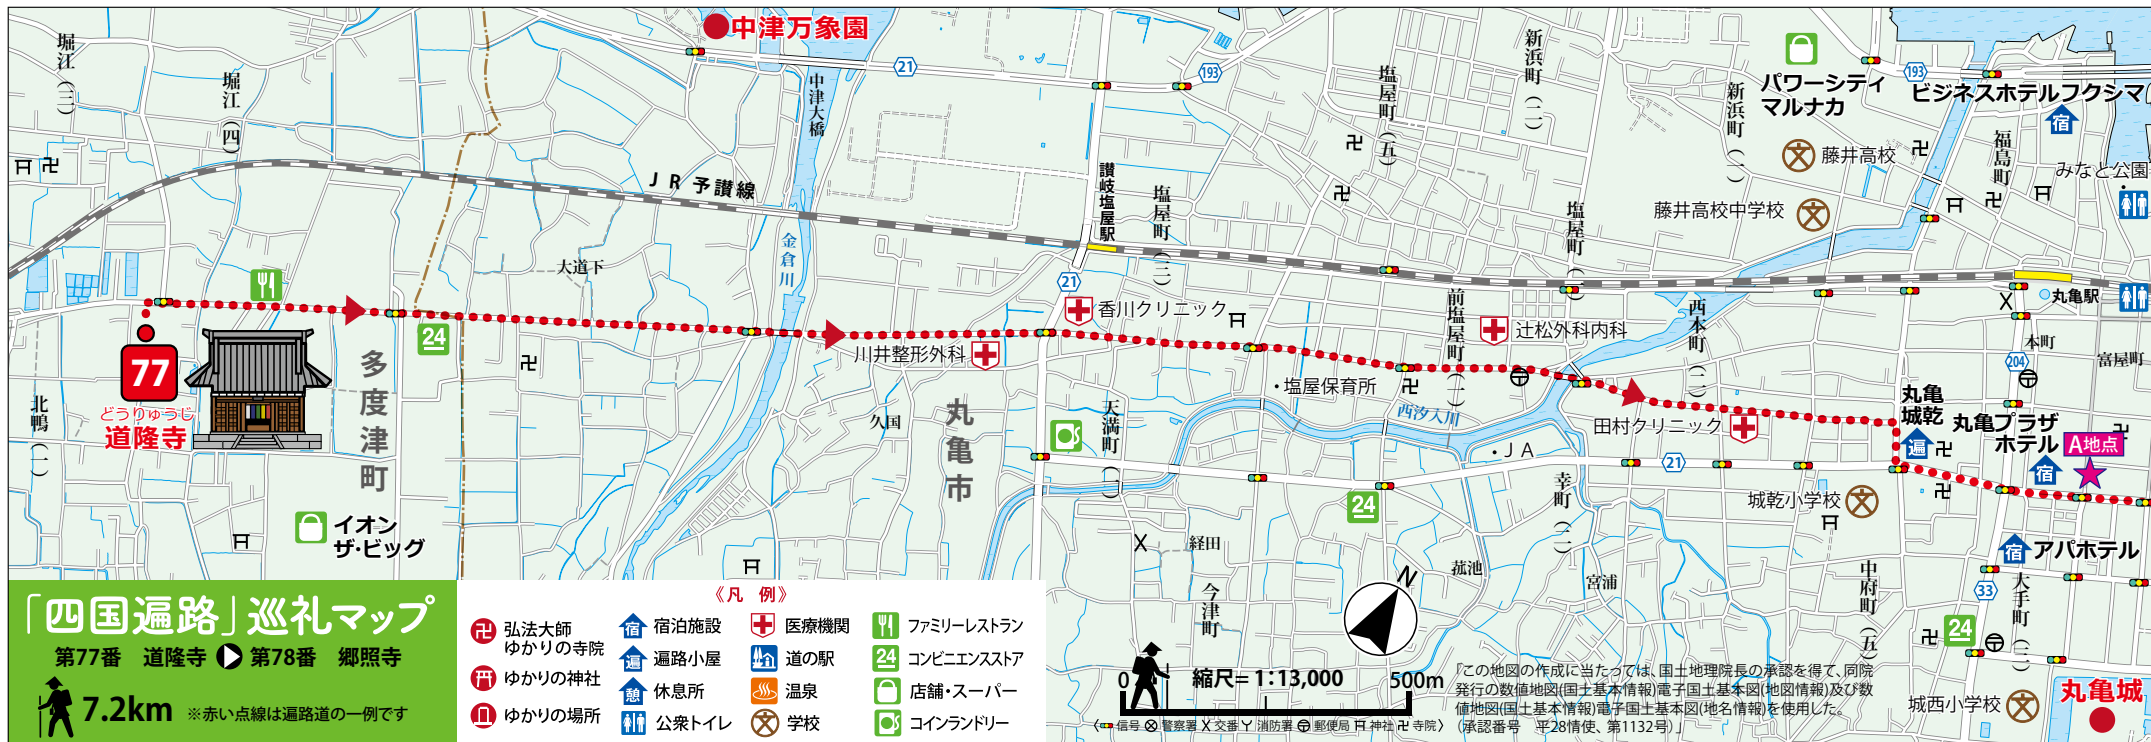 堀江(三)
堀江(四)
中津万象園
21
193
中津大橋
新浜町(二)
塩屋町(五)
新浜町(一)
パワーシティ
マルナカ
193
ビジネスホテルフクシマ
宿
福島町
藤井高校
みなと公園
藤井高校中学校
JR予讃線
讃岐塩屋駅
塩屋町(三)
金倉川
大道下
21
香川クリニック
川井整形外科
前塩屋町(一)
辻松外科内科
西本町(二)
丸亀駅
本町
204
富屋町
24
77
どうりゅうじ
道隆寺
多度津町
北鴨(一)
久国
丸亀市
天満町(二)
・塩屋保育所
西汐入川
・JA
田村クリニック
丸亀
城乾
遍
丸亀プラザ
ホテル
宿
A地点
21
幸町(二)
城乾小学校
24
イオン
ザ・ビッグ
経田
今津町
菰池
宮浦
中府町(五)
宿
アパホテル
33
大手町(三)
24
城西小学校
丸亀城
「四国遍路」巡礼マップ
第77番 道隆寺 第78番 郷照寺
7.2km ※赤い点線は遍路道の一例です
《凡 例》
弘法大師
ゆかりの寺院
ゆかりの神社
ゆかりの場所
宿 宿泊施設
遍 遍路小屋
憩 休息所
公衆トイレ
医療機関
道の駅
温泉
学校
ファミリーレストラン
24 コンビニエンスストア
店舗・スーパー
コインランドリー
N
0 縮尺=1:13,000 500m
〈信号 警察署 交番 消防署 郵便局 神社 寺院〉
「この地図の作成に当たっては、国土地理院長の承認を得て、同院
発行の数値地図(国土基本情報)電子国土基本図(地図情報)及び数
値地図(国土基本情報)電子国土基本図(地名情報)を使用した。
(承認番号 平28情使、第1132号)」